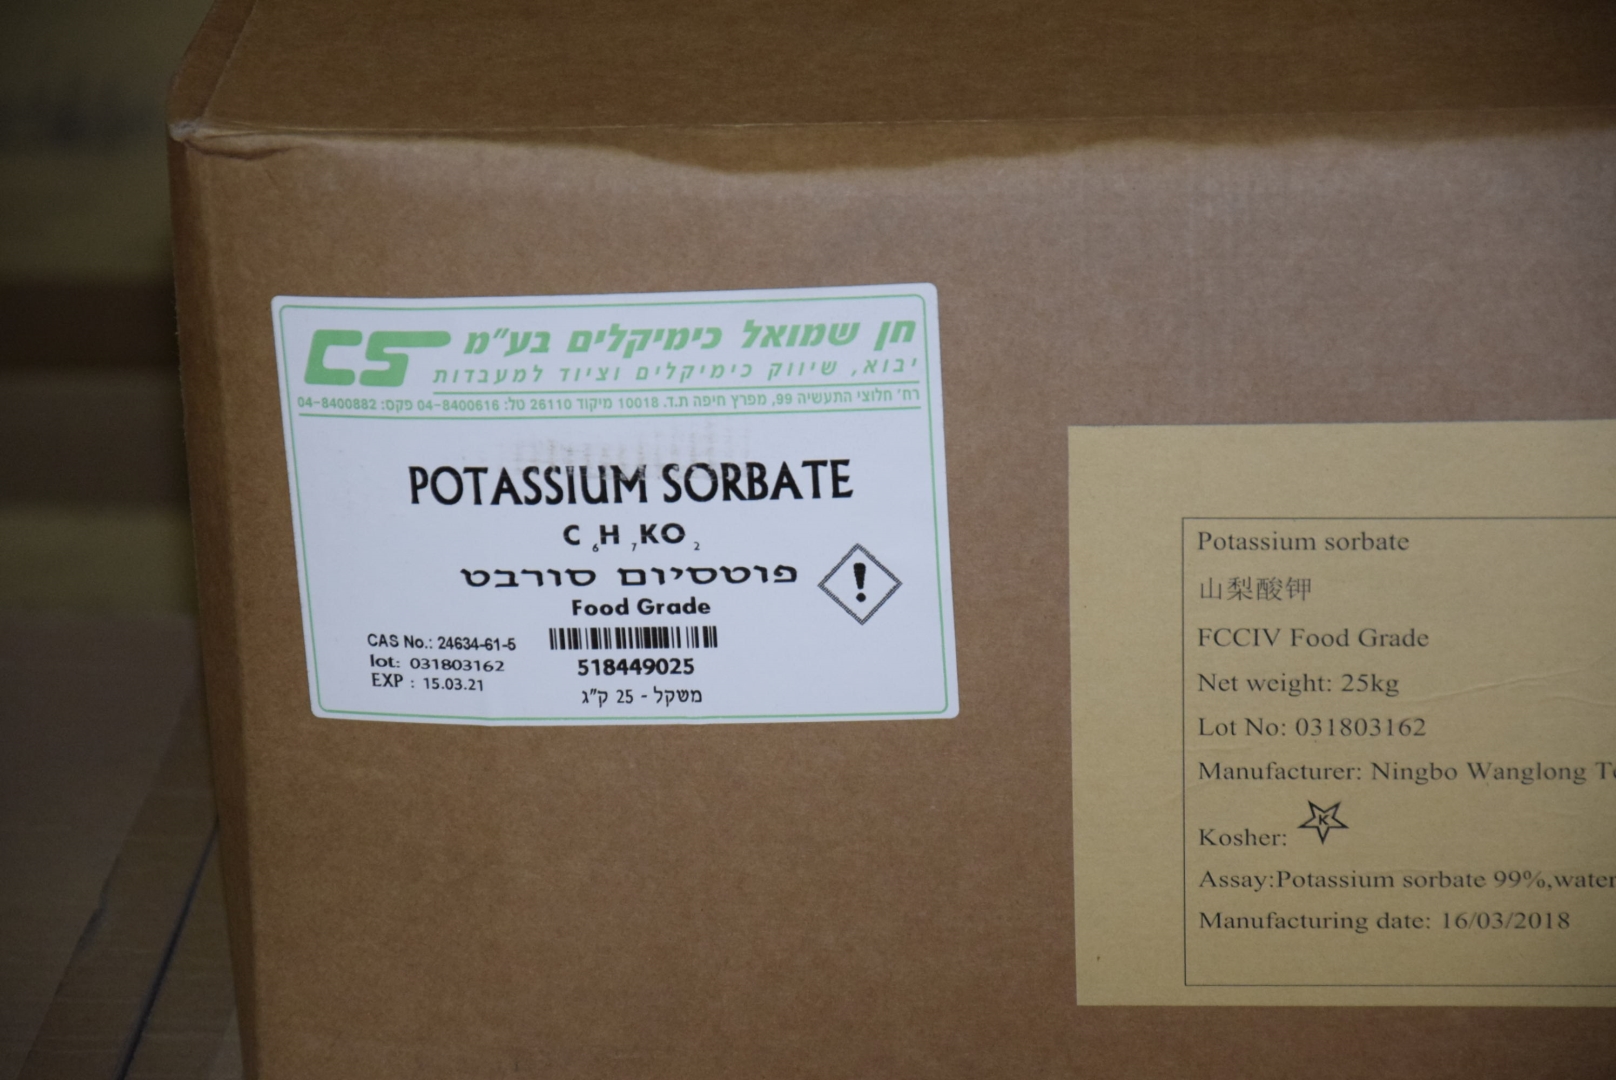 CS חן שמואל כימיקלים בע"מ
יבוא, שיווק כימיקלים וציוד למעבדות
רח' חלוצי התעשיה 99, מפרץ חיפה ת.ד. 10018 מיקוד 26110 טל: 04-8400616 פקס: 04-8400882
POTASSIUM SORBATE
C₆H₇KO₂
פוטסיום סורבט
Food Grade
CAS No.: 24634-61-5
lot: 031803162
EXP : 15.03.21
518449025
משקל - 25 ק"ג
Potassium sorbate
山梨酸钾
FCCIV Food Grade
Net weight: 25kg
Lot No: 031803162
Manufacturer: Ningbo Wanglong
Kosher: K
Assay:Potassium sorbate 99%,water
Manufacturing date: 16/03/2018